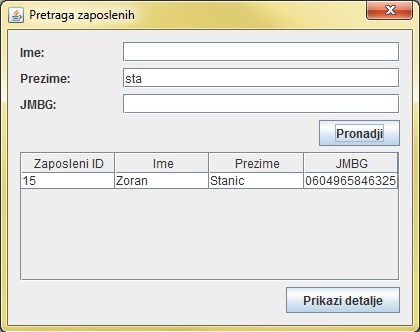 Pretraga zaposlenih
Ime:
Prezime: sta
JMBG:
Pronadji
Zaposleni ID Ime Prezime JMBG
15 Zoran Stanic 0604965846325
Prikazi detalje